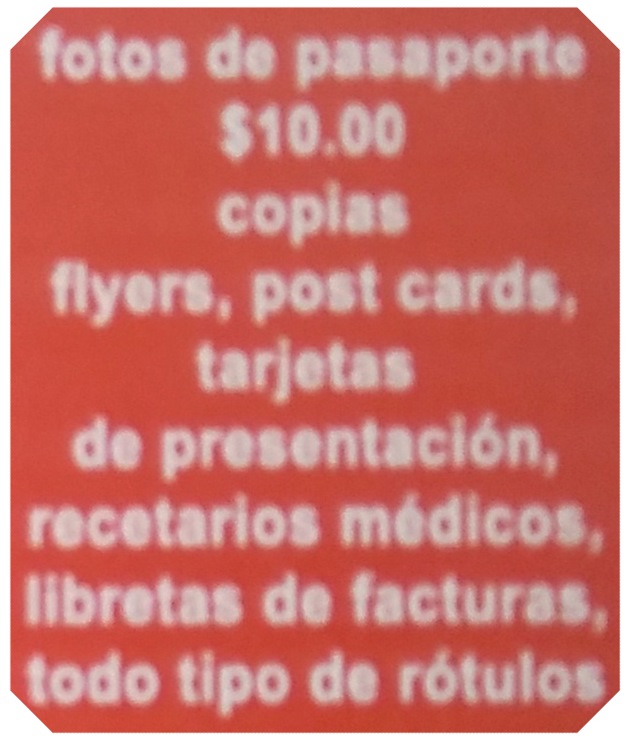 fotos de pasaporte
$10.00
copias
flyers, post cards,
tarjetas
de presentación,
recetarios médicos,
libretas de facturas,
todo tipo de rótulos